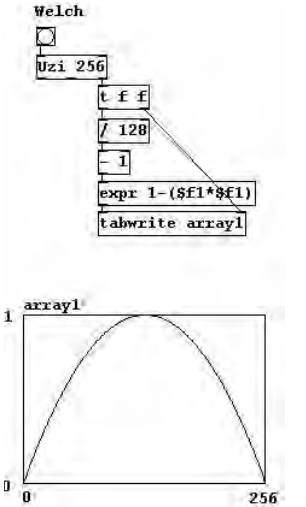 Welch
Uzi 256
t f f
/ 128
- 1
expr 1-($f1*$f1)
tabwrite array1
array1
1
0
0
256